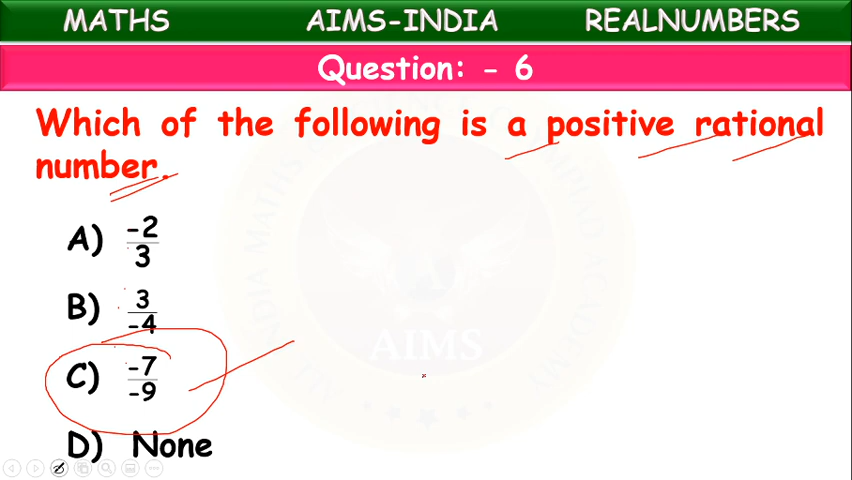 MATHS AIMS-INDIA REALNUMBERS
Question: - 6
Which of the following is a positive rational
number.
A) -2/3
B) 3/-4
C) -7/-9
D) None
AIMS